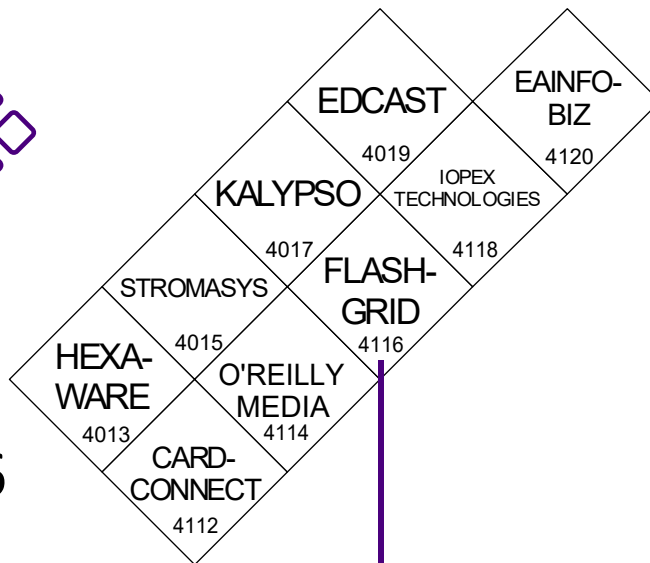 EDCAST
4019
EAINFO-
BIZ
4120
KALYPSO
4017
IOPEX
TECHNOLOGIES
4118
STROMASYS
4015
FLASH-
GRID
4116
HEXA-
WARE
4013
O'REILLY
MEDIA
4114
CARD-
CONNECT
4112